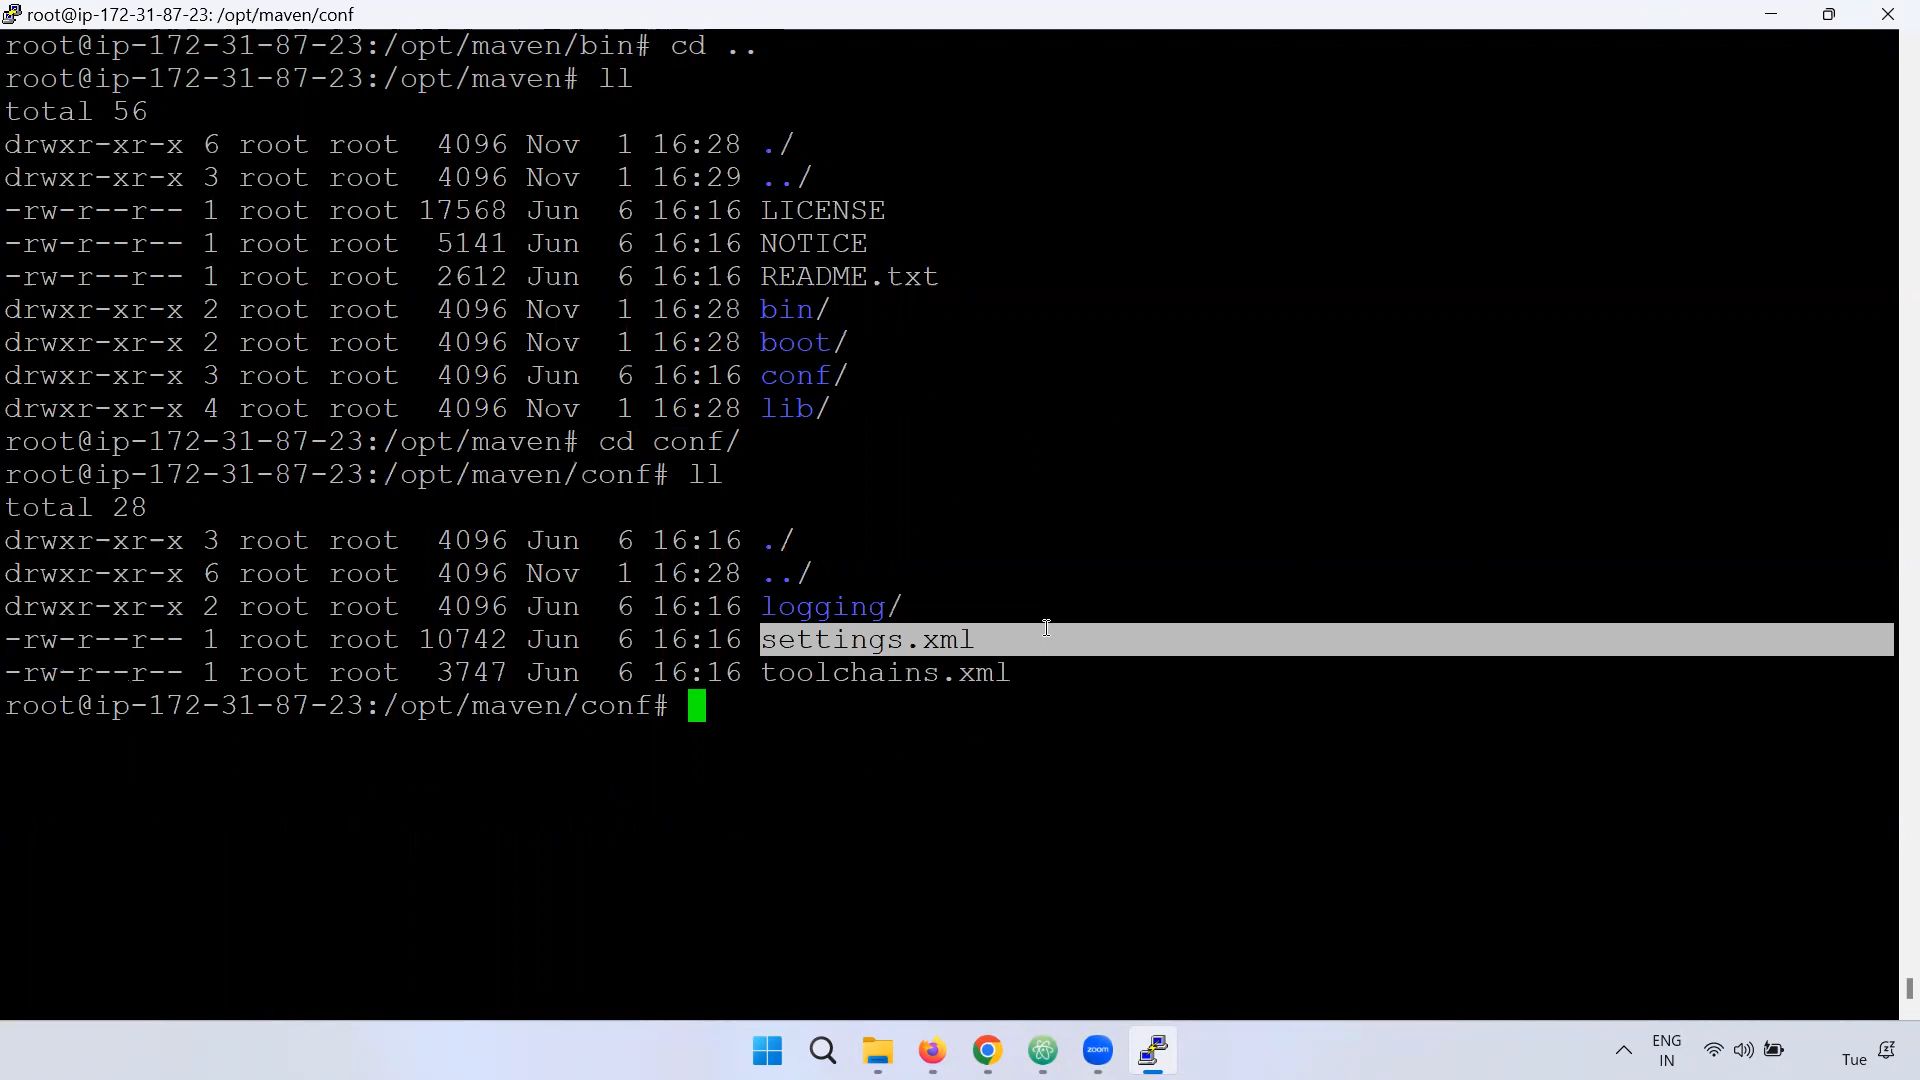 root@ip-172-31-87-23: /opt/maven/conf
root@ip-172-31-87-23:/opt/maven/bin# cd ..
root@ip-172-31-87-23:/opt/maven# ll
total 56
drwxr-xr-x 6 root root  4096 Nov  1 16:28 ./
drwxr-xr-x 3 root root  4096 Nov  1 16:29 ../
-rw-r--r-- 1 root root 17568 Jun  6 16:16 LICENSE
-rw-r--r-- 1 root root  5141 Jun  6 16:16 NOTICE
-rw-r--r-- 1 root root  2612 Jun  6 16:16 README.txt
drwxr-xr-x 2 root root  4096 Nov  1 16:28 bin/
drwxr-xr-x 2 root root  4096 Nov  1 16:28 boot/
drwxr-xr-x 3 root root  4096 Jun  6 16:16 conf/
drwxr-xr-x 4 root root  4096 Nov  1 16:28 lib/
root@ip-172-31-87-23:/opt/maven# cd conf/
root@ip-172-31-87-23:/opt/maven/conf# ll
total 28
drwxr-xr-x 3 root root  4096 Jun  6 16:16 ./
drwxr-xr-x 6 root root  4096 Nov  1 16:28 ../
drwxr-xr-x 2 root root  4096 Jun  6 16:16 logging/
-rw-r--r-- 1 root root 10742 Jun  6 16:16 settings.xml
-rw-r--r-- 1 root root  3747 Jun  6 16:16 toolchains.xml
root@ip-172-31-87-23:/opt/maven/conf#
zoom
ENG
IN
Tue